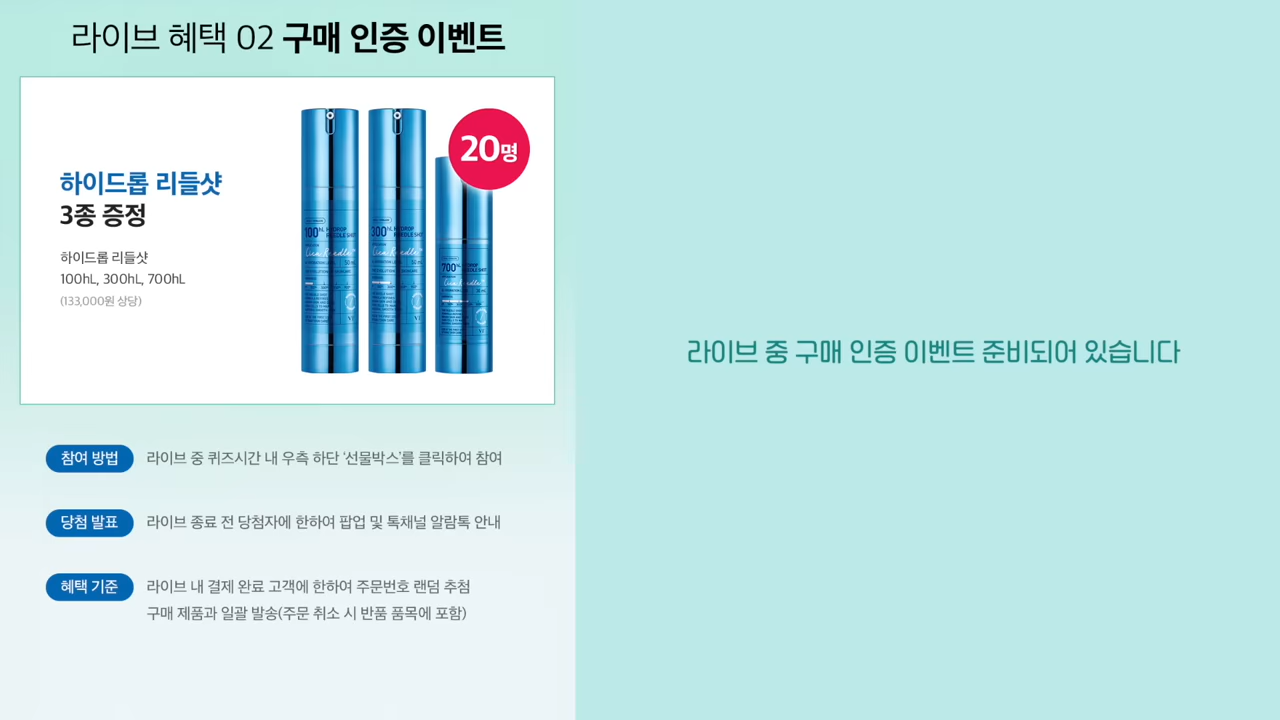 라이브 혜택 02 구매 인증 이벤트
20명
하이드롭 리들샷
3종 증정
하이드롭 리들샷
100hL, 300hL, 700hL
(133,000원 상당)
100
300
700
참여 방법
라이브 중 퀴즈시간 내 우측 하단 '선물박스'를 클릭하여 참여
당첨 발표
라이브 종료 전 당첨자에 한하여 팝업 및 톡채널 알람톡 안내
혜택 기준
라이브 내 결제 완료 고객에 한하여 주문번호 랜덤 추첨
구매 제품과 일괄 발송(주문 취소 시 반품 품목에 포함)
라이브 중 구매 인증 이벤트 준비되어 있습니다